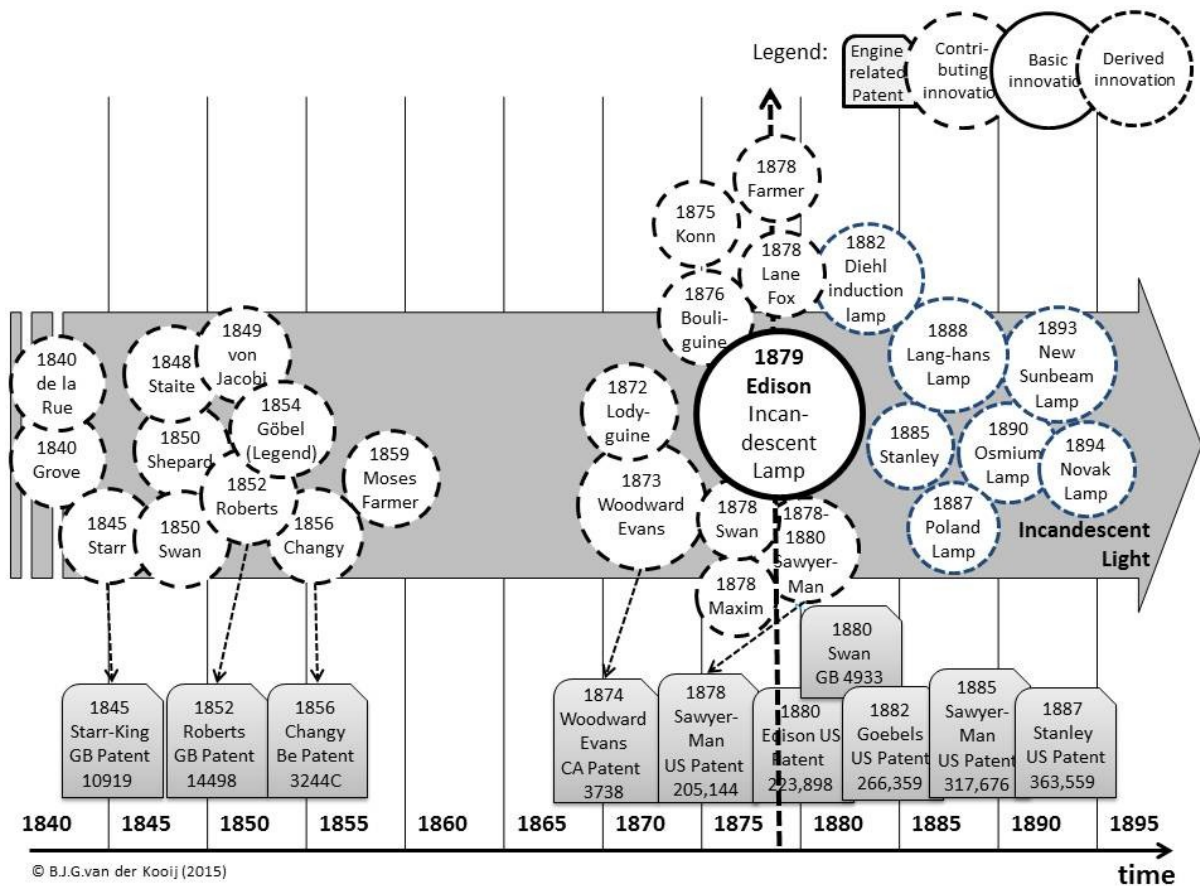 Legend:
Engine
related
Patent
Contri-
buting
innovatio
Basic
innovatio
Derived
innovation
1878
Farmer
1875
Konn
1878
Lane
Fox
1882
Diehl
induction
lamp
1876
Bouli-
guine
1840
de la
Rue
1840
Grove
1848
Staite
1849
von
Jacobi
1854
Göbel
(Legend)
1850
Shepard
1852
Roberts
1859
Moses
Farmer
1845
Starr
1850
Swan
1856
Changy
1872
Lody-
guine
1873
Woodward
Evans
1879
Edison
Incan-
descent
Lamp
1878
Swan
1878-
1880
Sawyer-
Man
1878
Maxim
1888
Lang-hans
Lamp
1893
New
Sunbeam
Lamp
1885
Stanley
1890
Osmium
Lamp
1894
Novak
Lamp
1887
Poland
Lamp
Incandescent
Light
1845
Starr-King
GB Patent
10919
1852
Roberts
GB Patent
14498
1856
Changy
Be Patent
3244C
1874
Woodward
Evans
CA Patent
3738
1878
Sawyer-
Man
US Patent
205,144
1880
Edison US
Patent
223,898
1880
Swan
GB 4933
1882
Goebels
US Patent
266,359
1885
Sawyer-
Man
US Patent
317,676
1887
Stanley
US Patent
363,559
1840 1845 1850 1855 1860 1865 1870 1875 1880 1885 1890 1895
time
© B.J.G.van der Kooij (2015)